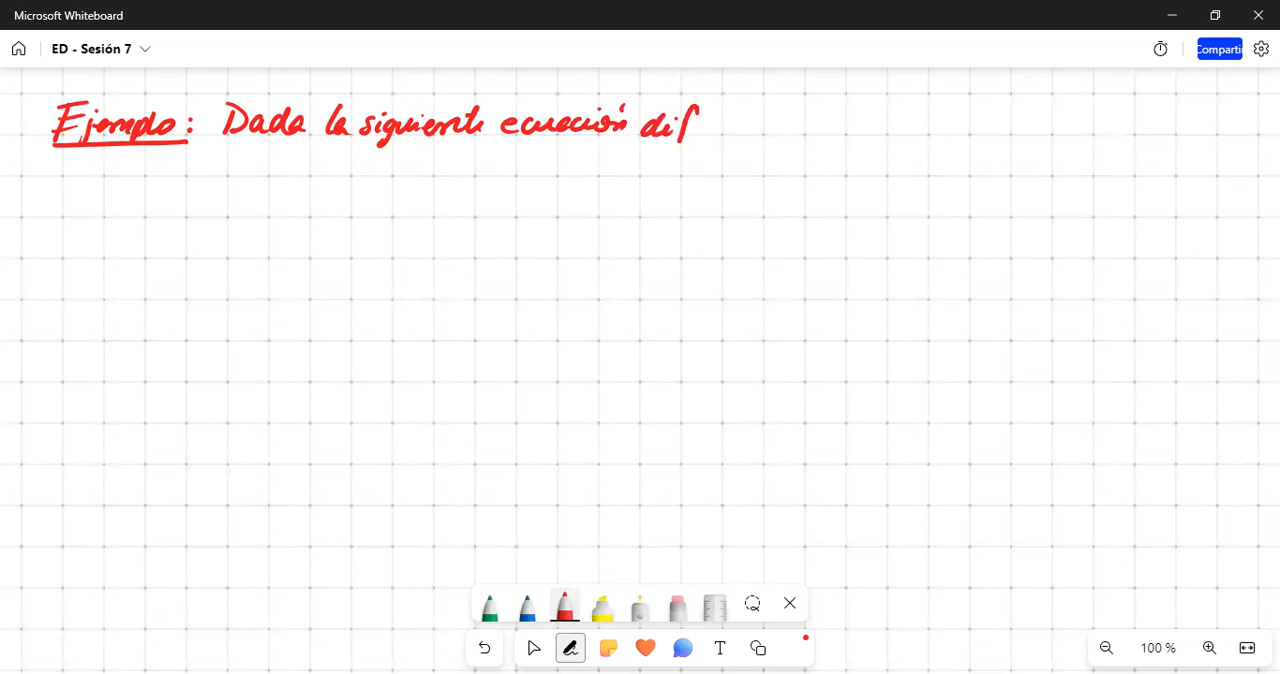 Microsoft Whiteboard
ED - Sesión 7
Compartir
Ejemplo: Dada la siguiente ecuación dif
T
100 %